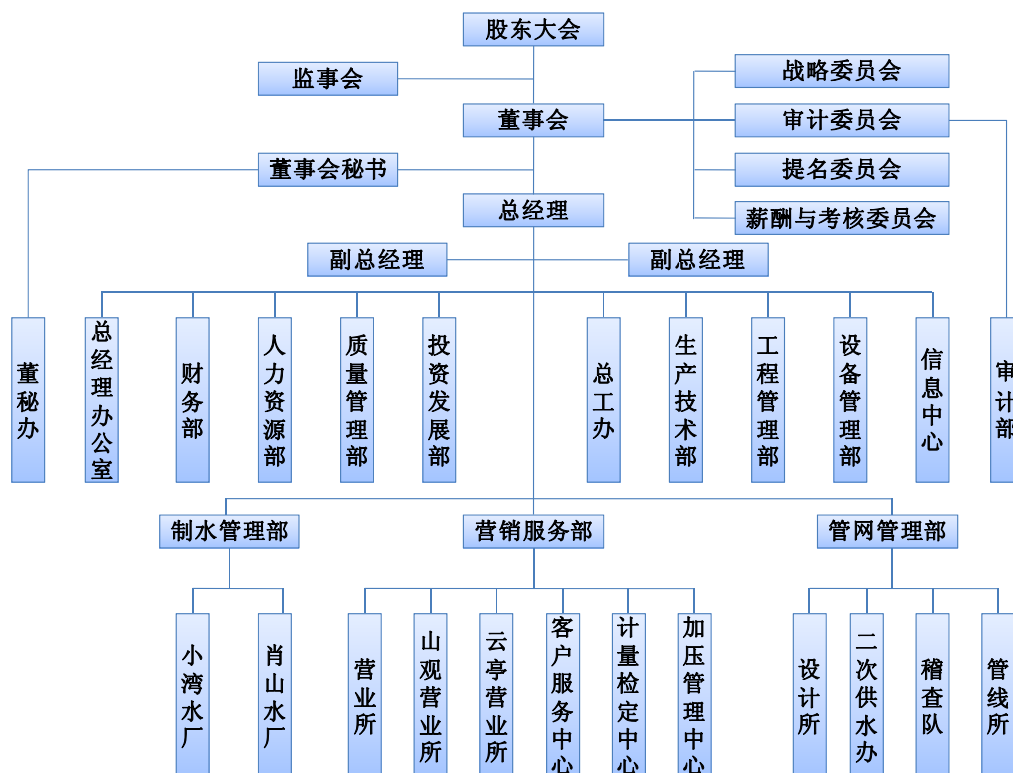 股东大会
监事会
战略委员会
董事会
审计委员会
董事会秘书
提名委员会
总经理
薪酬与考核委员会
副总经理
副总经理
董秘办
总经理办公室
财务部
人力资源部
质量管理部
投资发展部
总工办
生产技术部
工程管理部
设备管理部
信息中心
审计部
制水管理部
营销服务部
管网管理部
小湾水厂
肖山水厂
营业所
山观营业所
云亭营业所
客户服务中心
计量检定中心
加压管理中心
设计所
二次供水办
稽查队
管线所